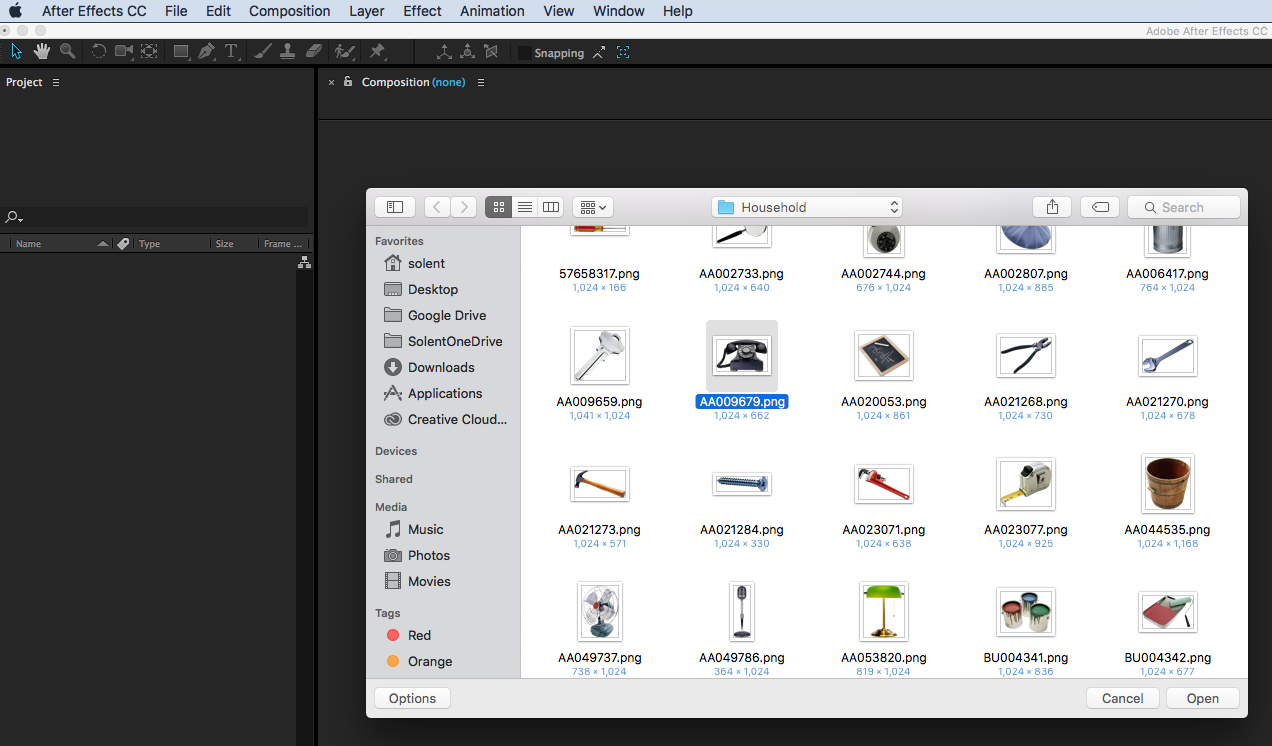 After Effects CC File Edit Composition Layer Effect Animation View Window Help
Adobe After Effects CC
Snapping
Project
Composition (none)
Name Type Size Frame ...
Household
Search
Favorites
solent
Desktop
Google Drive
SolentOneDrive
Downloads
Applications
Creative Cloud...
Devices
Shared
Media
Music
Photos
Movies
Tags
Red
Orange
57658317.png AA002733.png AA002744.png AA002807.png AA006417.png
1,024 × 166 1,024 × 640 676 × 1,024 1,024 × 885 764 × 1,024
AA009659.png AA009679.png AA020053.png AA021268.png AA021270.png
1,041 × 1,024 1,024 × 662 1,024 × 861 1,024 × 730 1,024 × 678
AA021273.png AA021284.png AA023071.png AA023077.png AA044535.png
1,024 × 571 1,024 × 330 1,024 × 638 1,024 × 925 1,024 × 1,168
AA049737.png AA049786.png AA053820.png BU004341.png BU004342.png
738 × 1,024 364 × 1,024 819 × 1,024 1,024 × 836 1,024 × 677
Options Cancel Open